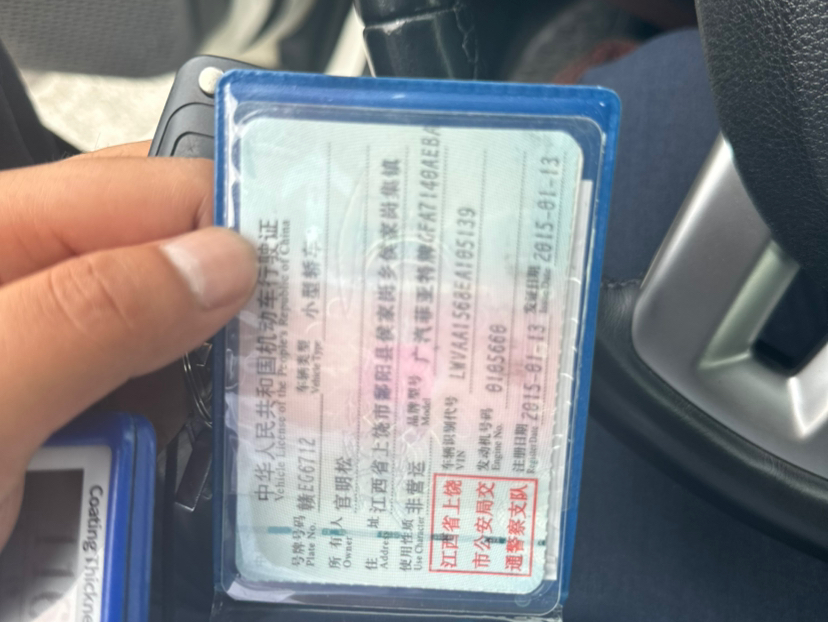 中华人民共和国机动车行驶证
Vehicle License of the People's Republic of China
号牌号码 赣EG6712 车辆类型 小型轿车
Plate No. Vehicle Type
所有人 官明松
Owner
住址 江西省上饶市鄱阳县侯家岗乡侯家岗集镇
Address
使用性质 非营运 品牌型号 广汽菲亚特牌GFA7140AEBA
Use Character Model
江西省上饶
市公安局交
通警察支队
车辆识别代号 LWVAA1568EA105139
VIN
发动机号码 0105660
Engine No.
注册日期 2015-01-13 发证日期 2015-01-13
Register Date Issue Date
Coating Thickne